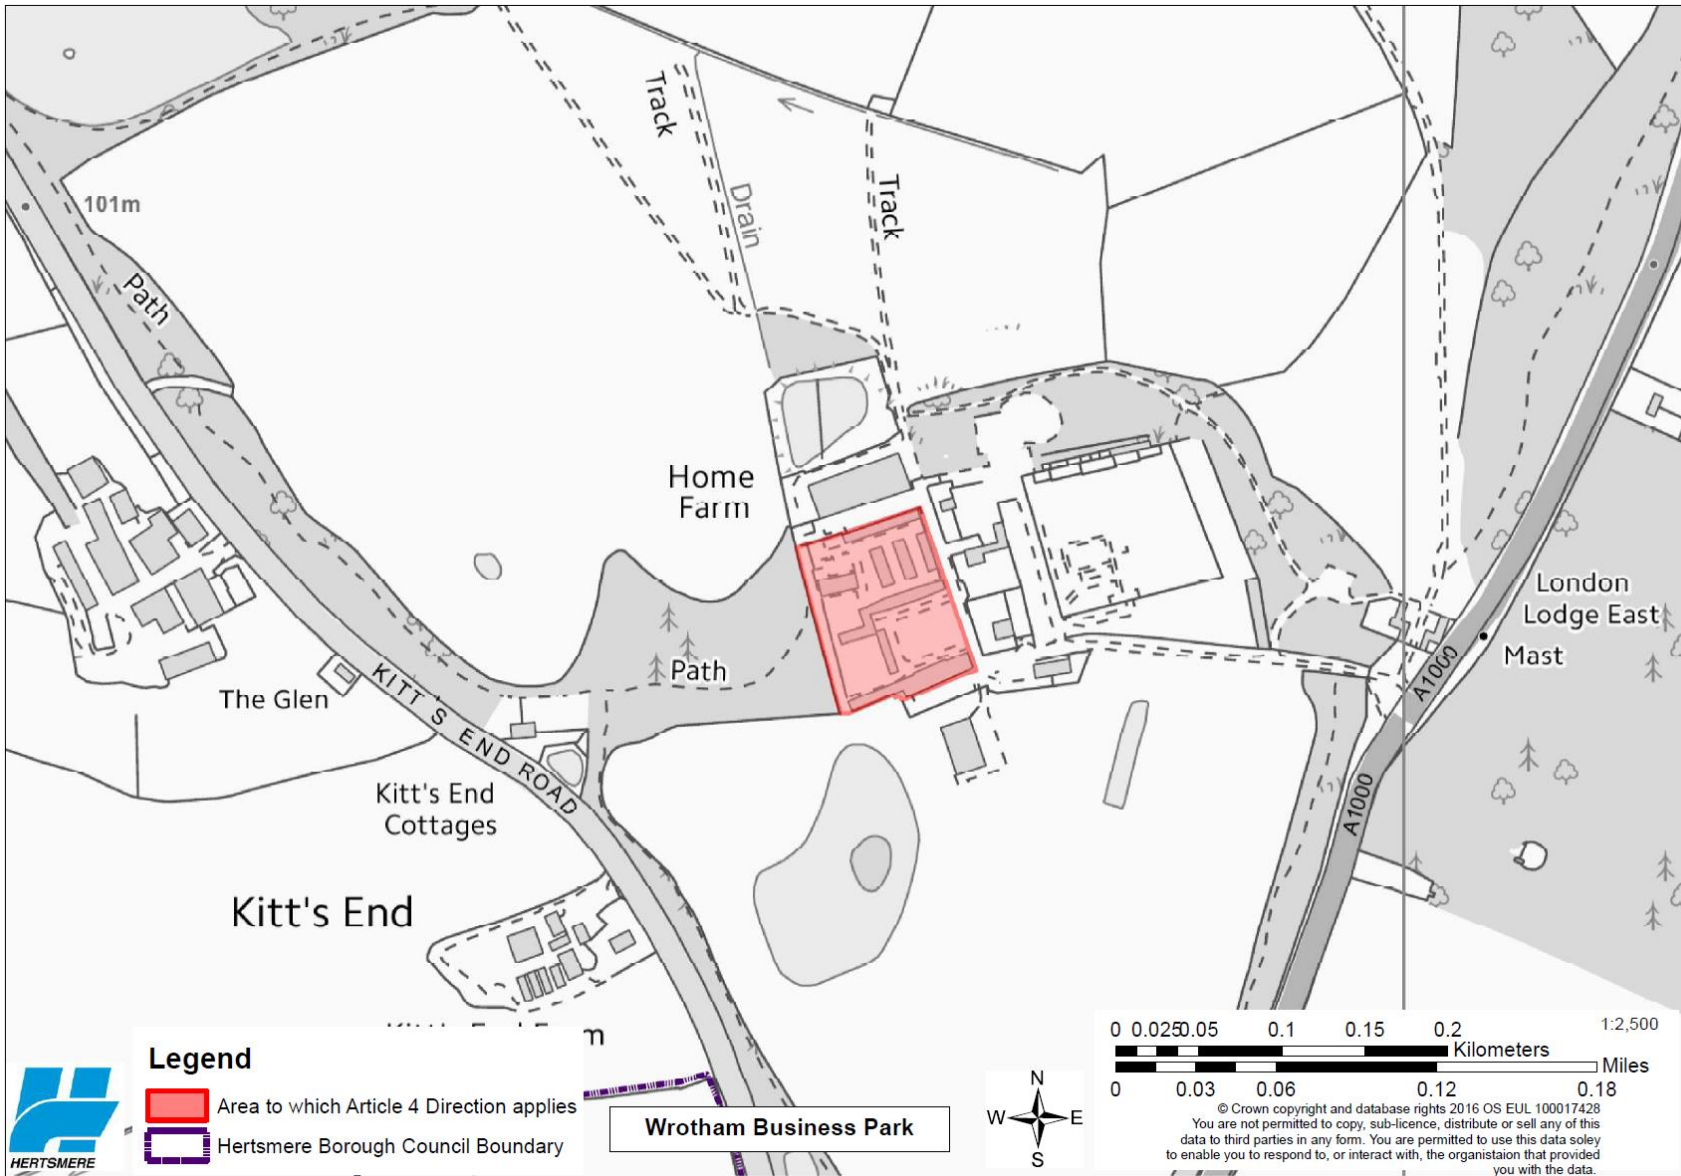 Track
Track
Drain
101m
Path
Home
Farm
London
Lodge East
Mast
A1000
Path
The Glen
KITT'S END ROAD
A1000
Kitt's End
Cottages
Kitt's End
Legend
Area to which Article 4 Direction applies
Hertsmere Borough Council Boundary
HERTSMERE
Wrotham Business Park
N
W E
S
0 0.025 0.05 0.1 0.15 0.2
Kilometers
1:2,500
Miles
0 0.03 0.06 0.12 0.18
© Crown copyright and database rights 2016 OS EUL 100017428
You are not permitted to copy, sub-licence, distribute or sell any of this
data to third parties in any form. You are permitted to use this data soley
to enable you to respond to, or interact with, the organistaion that provided
you with the data.